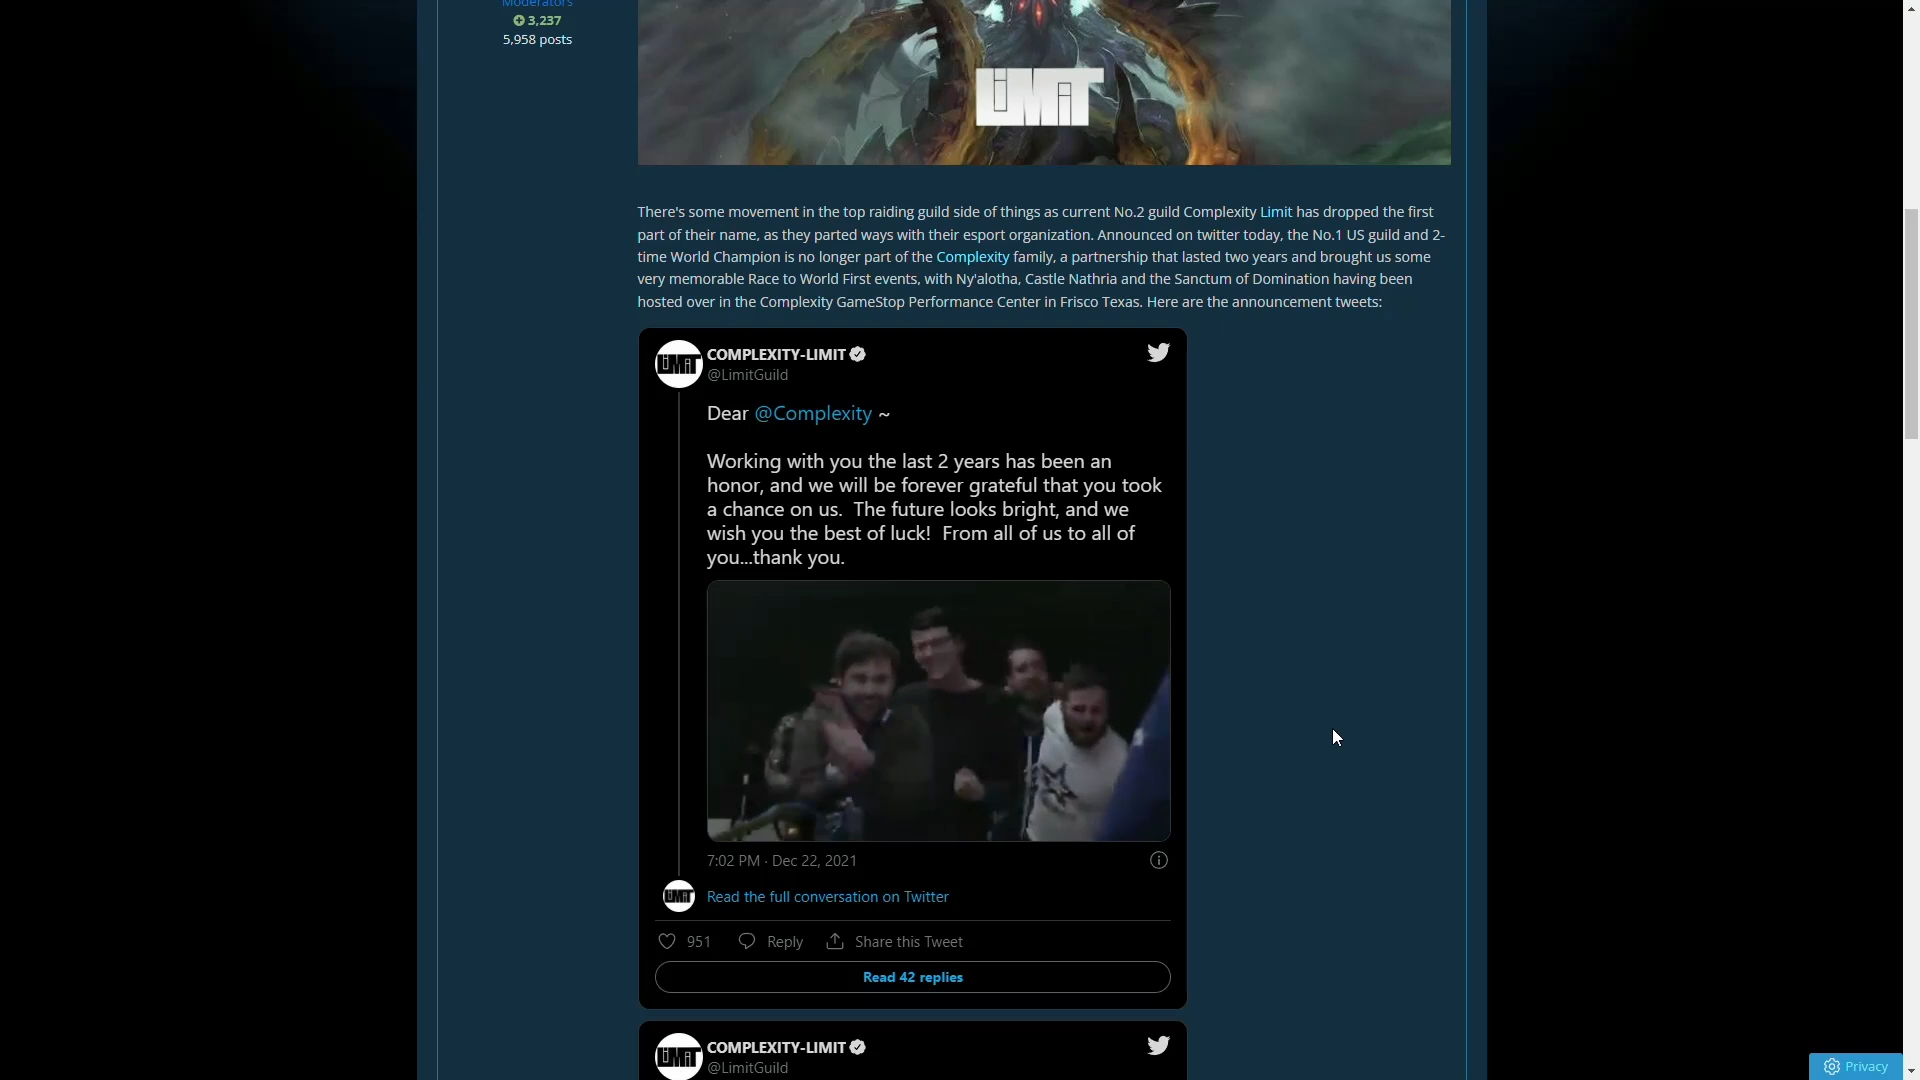 Moderators
3,237
5,958 posts
LiMiT
There's some movement in the top raiding guild side of things as current No.2 guild Complexity Limit has dropped the first
part of their name, as they parted ways with their esport organization. Announced on twitter today, the No.1 US guild and 2-
time World Champion is no longer part of the Complexity family, a partnership that lasted two years and brought us some
very memorable Race to World First events, with Ny'alotha, Castle Nathria and the Sanctum of Domination having been
hosted over in the Complexity GameStop Performance Center in Frisco Texas. Here are the announcement tweets:
LiMiT
COMPLEXITY-LIMIT
@LimitGuild
Dear @Complexity ~
Working with you the last 2 years has been an
honor, and we will be forever grateful that you took
a chance on us.  The future looks bright, and we
wish you the best of luck!  From all of us to all of
you...thank you.
7:02 PM · Dec 22, 2021
LiMiT
Read the full conversation on Twitter
951 Reply Share this Tweet
Read 42 replies
LiMiT
COMPLEXITY-LIMIT
@LimitGuild
Privacy